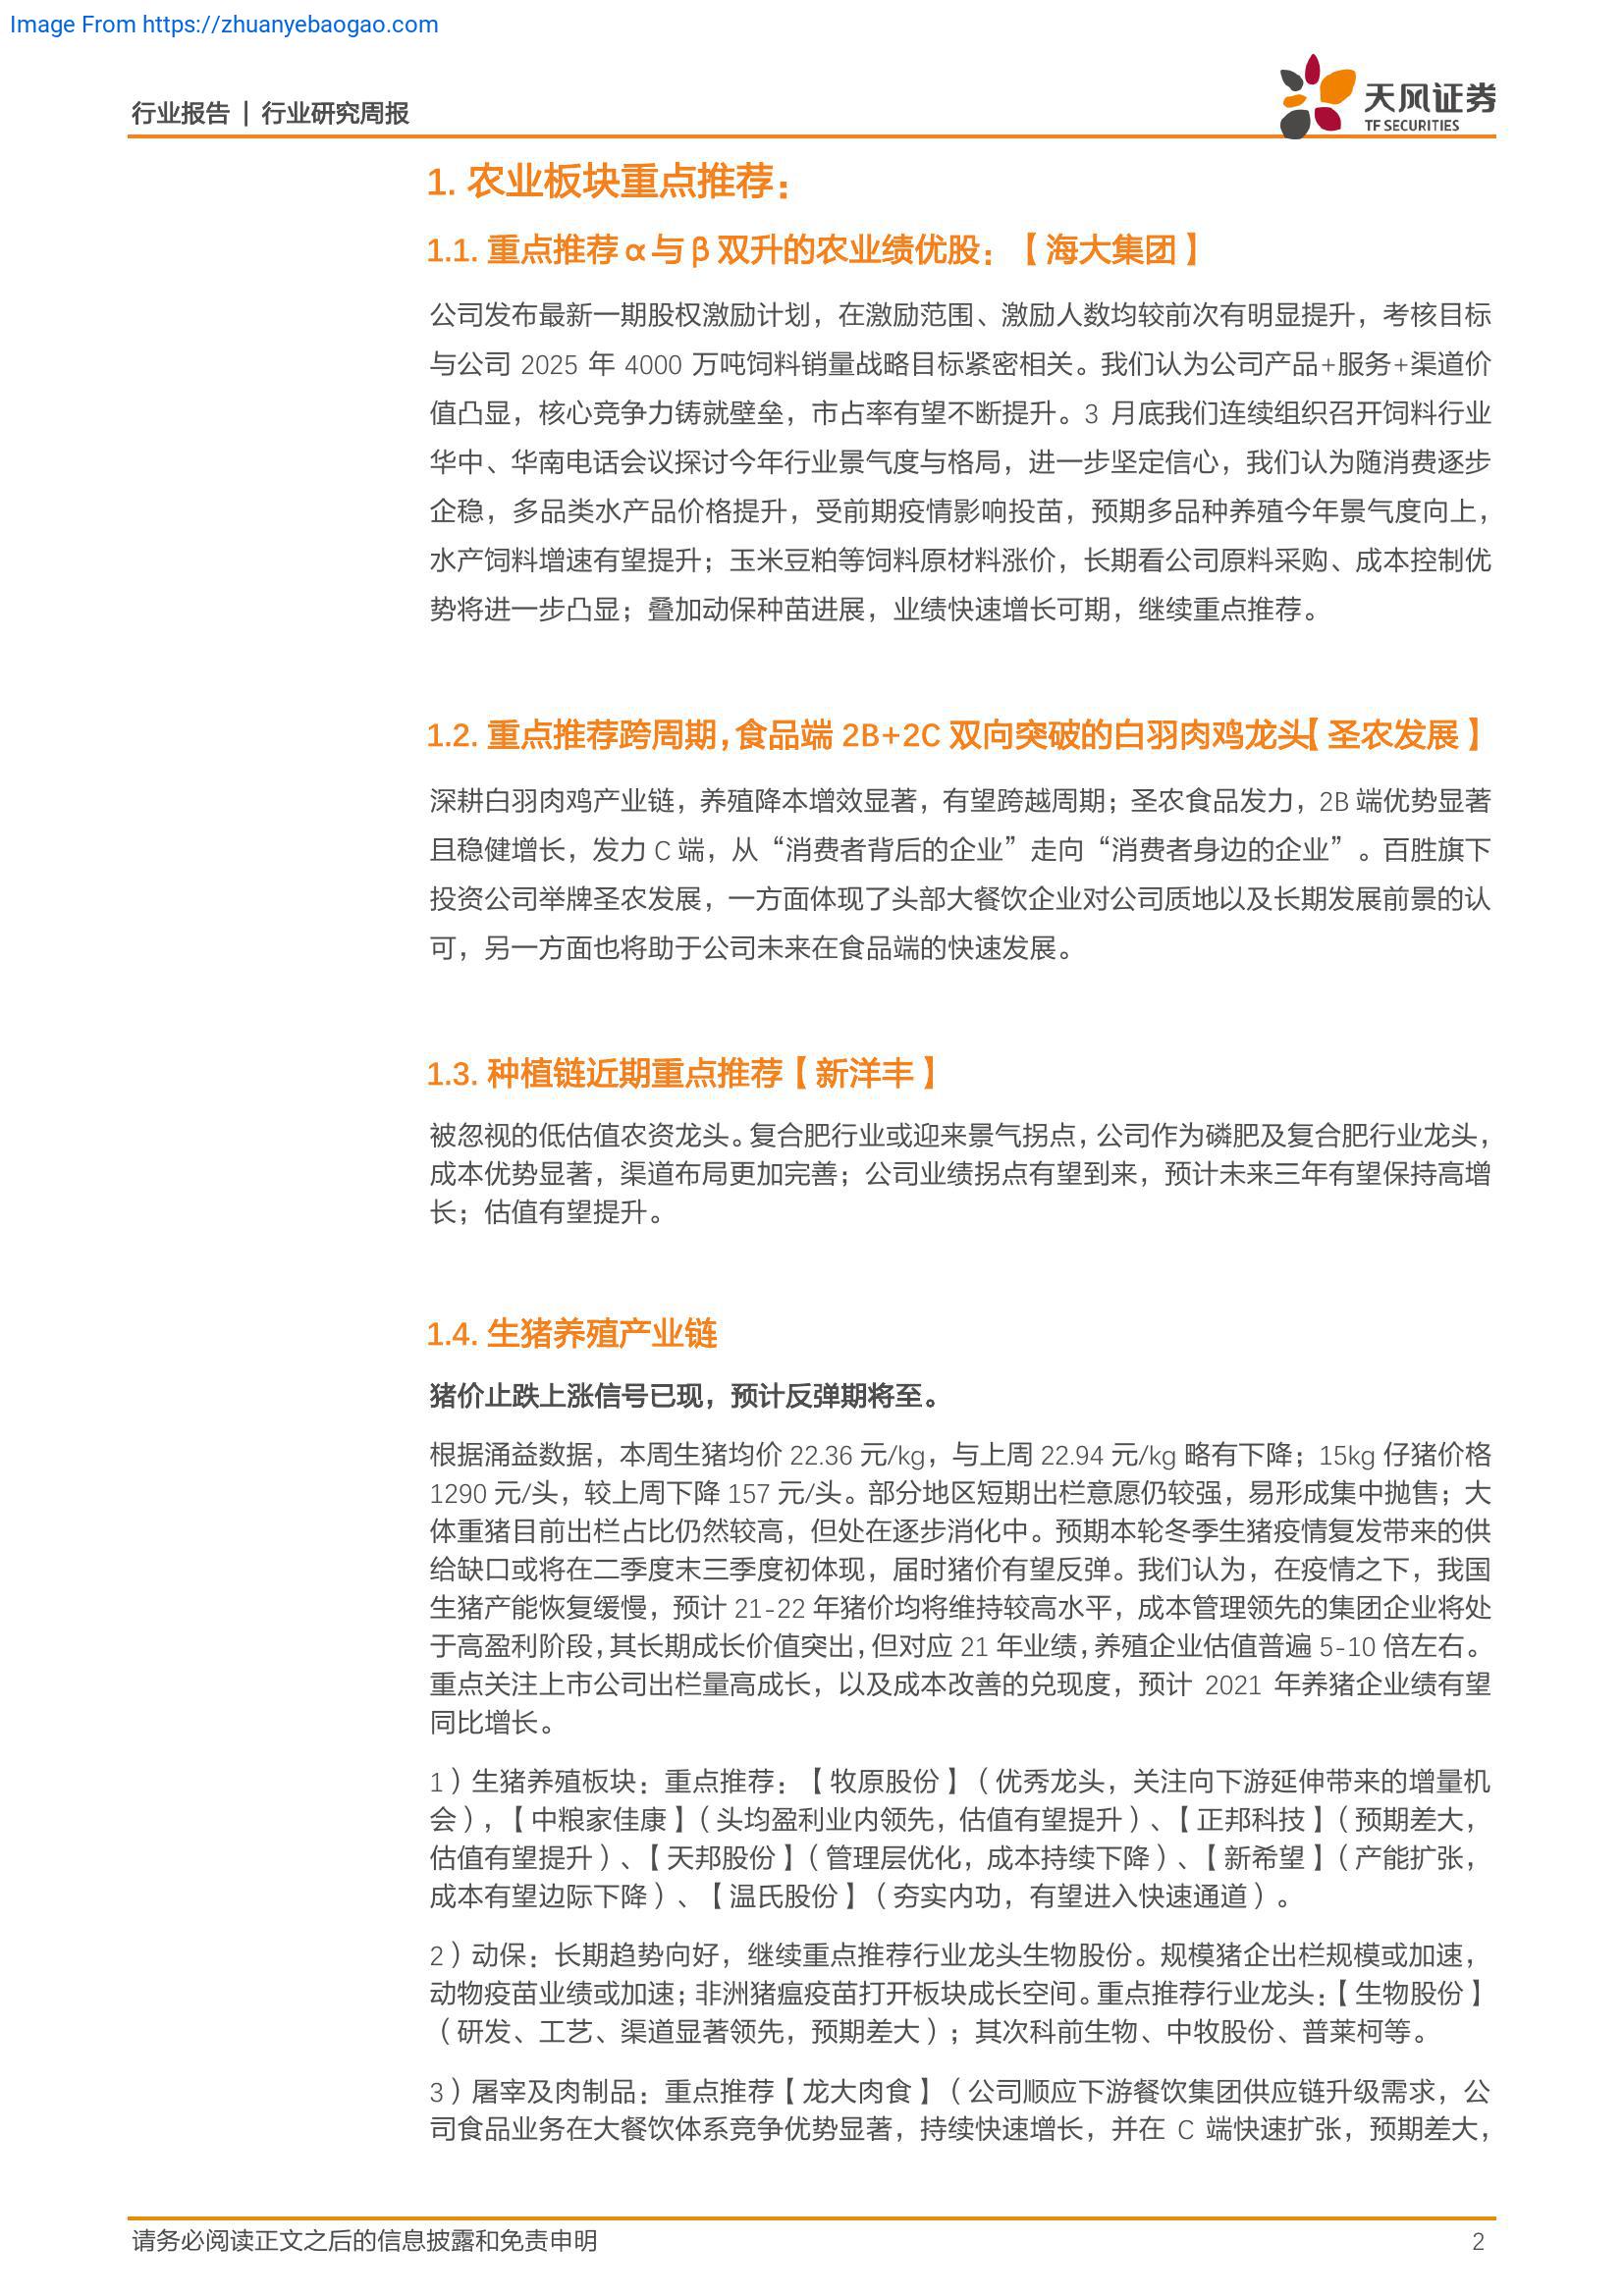 Image From https://zhuanyebaogao.com
行业报告 | 行业研究周报
天风证券
TF SECURITIES
1. 农业板块重点推荐：
1.1. 重点推荐 α 与 β 双升的农业绩优股：【海大集团】
公司发布最新一期股权激励计划，在激励范围、激励人数均较前次有明显提升，考核目标
与公司 2025 年 4000 万吨饲料销量战略目标紧密相关。我们认为公司产品+服务+渠道价
值凸显，核心竞争力铸就壁垒，市占率有望不断提升。3 月底我们连续组织召开饲料行业
华中、华南电话会议探讨今年行业景气度与格局，进一步坚定信心，我们认为随消费逐步
企稳，多品类水产品价格提升，受前期疫情影响投苗，预期多品种养殖今年景气度向上，
水产饲料增速有望提升；玉米豆粕等饲料原材料涨价，长期看公司原料采购、成本控制优
势将进一步凸显；叠加动保种苗进展，业绩快速增长可期，继续重点推荐。
1.2. 重点推荐跨周期，食品端 2B+2C 双向突破的白羽肉鸡龙头【圣农发展】
深耕白羽肉鸡产业链，养殖降本增效显著，有望跨越周期；圣农食品发力，2B 端优势显著
且稳健增长，发力 C 端，从“消费者背后的企业”走向“消费者身边的企业”。百胜旗下
投资公司举牌圣农发展，一方面体现了头部大餐饮企业对公司质地以及长期发展前景的认
可，另一方面也将助于公司未来在食品端的快速发展。
1.3. 种植链近期重点推荐【新洋丰】
被忽视的低估值农资龙头。复合肥行业或迎来景气拐点，公司作为磷肥及复合肥行业龙头，
成本优势显著，渠道布局更加完善；公司业绩拐点有望到来，预计未来三年有望保持高增
长；估值有望提升。
1.4. 生猪养殖产业链
猪价止跌上涨信号已现，预计反弹期将至。
根据涌益数据，本周生猪均价 22.36 元/kg，与上周 22.94 元/kg 略有下降；15kg 仔猪价格
1290 元/头，较上周下降 157 元/头。部分地区短期出栏意愿仍较强，易形成集中抛售；大
体重猪目前出栏占比仍然较高，但处在逐步消化中。预期本轮冬季生猪疫情复发带来的供
给缺口或将在二季度末三季度初体现，届时猪价有望反弹。我们认为，在疫情之下，我国
生猪产能恢复缓慢，预计 21-22 年猪价均将维持较高水平，成本管理领先的集团企业将处
于高盈利阶段，其长期成长价值突出，但对应 21 年业绩，养殖企业估值普遍 5-10 倍左右。
重点关注上市公司出栏量高成长，以及成本改善的兑现度，预计 2021 年养猪企业绩有望
同比增长。
1）生猪养殖板块：重点推荐：【牧原股份】（优秀龙头，关注向下游延伸带来的增量机
会），【中粮家佳康】（头均盈利业内领先，估值有望提升）、【正邦科技】（预期差大，
估值有望提升）、【天邦股份】（管理层优化，成本持续下降）、【新希望】（产能扩张，
成本有望边际下降）、【温氏股份】（夯实内功，有望进入快速通道）。
2）动保：长期趋势向好，继续重点推荐行业龙头生物股份。规模猪企出栏规模或加速，
动物疫苗业绩或加速；非洲猪瘟疫苗打开板块成长空间。重点推荐行业龙头：【生物股份】
（研发、工艺、渠道显著领先，预期差大）；其次科前生物、中牧股份、普莱柯等。
3）屠宰及肉制品：重点推荐【龙大肉食】（公司顺应下游餐饮集团供应链升级需求，公
司食品业务在大餐饮体系竞争优势显著，持续快速增长，并在 C 端快速扩张，预期差大，
请务必阅读正文之后的信息披露和免责申明
2